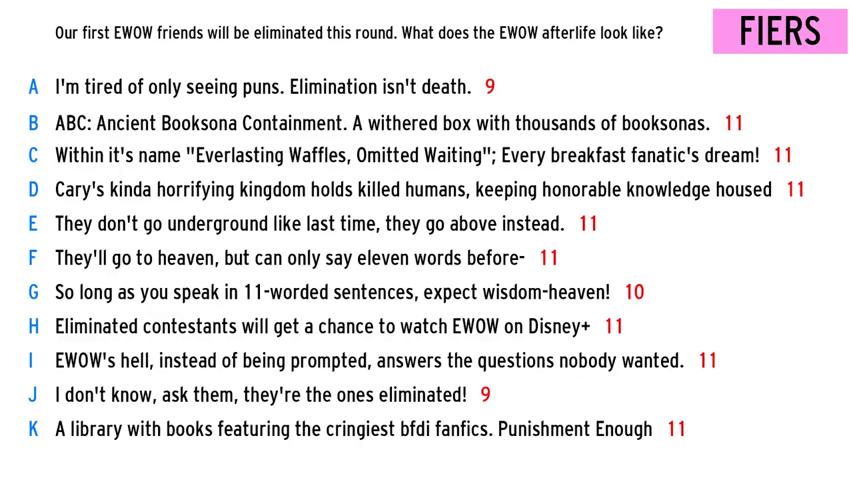 Our first EWOW friends will be eliminated this round. What does the EWOW afterlife look like?
FIERS
A I'm tired of only seeing puns. Elimination isn't death. 9
B ABC: Ancient Booksona Containment. A withered box with thousands of booksonas. 11
C Within it's name "Everlasting Waffles, Omitted Waiting"; Every breakfast fanatic's dream! 11
D Cary's kinda horrifying kingdom holds killed humans, keeping honorable knowledge housed 11
E They don't go underground like last time, they go above instead. 11
F They'll go to heaven, but can only say eleven words before- 11
G So long as you speak in 11-worded sentences, expect wisdom-heaven! 10
H Eliminated contestants will get a chance to watch EWOW on Disney+ 11
I EWOW's hell, instead of being prompted, answers the questions nobody wanted. 11
J I don't know, ask them, they're the ones eliminated! 9
K A library with books featuring the cringiest bfdi fanfics. Punishment Enough 11